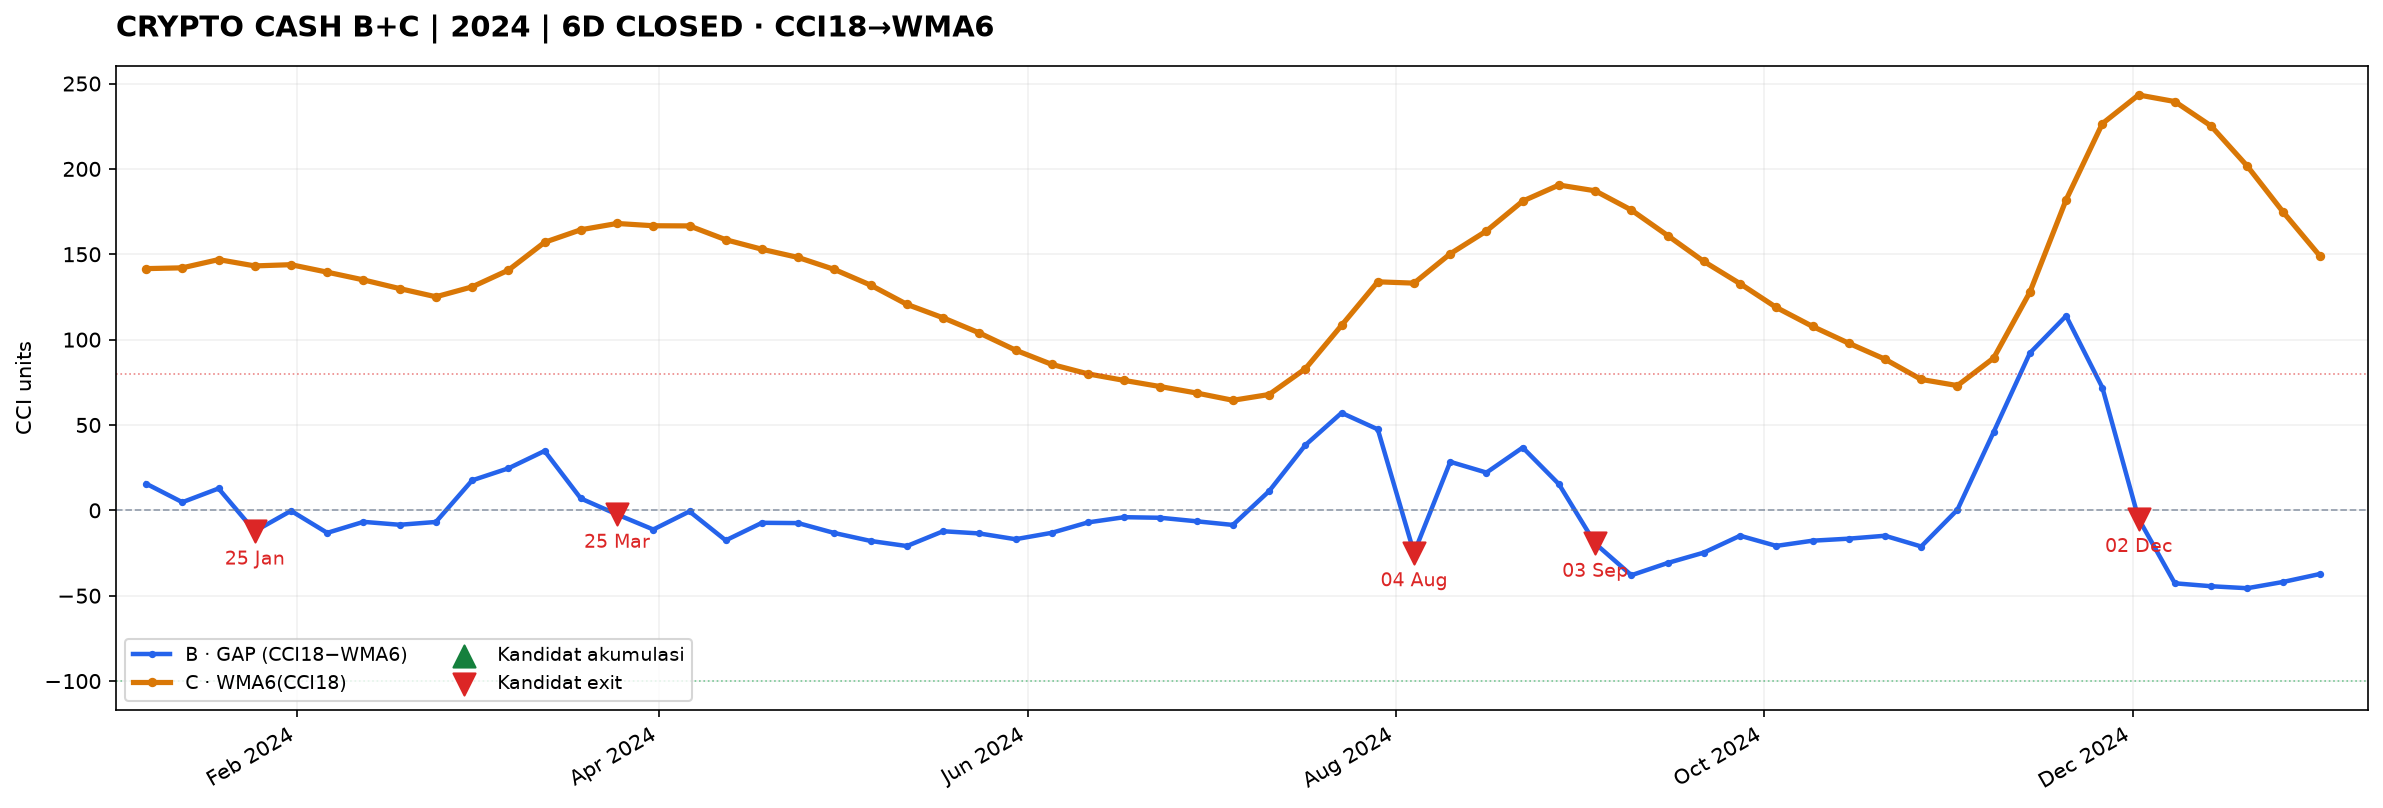 CRYPTO CASH B+C | 2024 | 6D CLOSED · CCI18→WMA6
CCI units
250
200
150
100
50
0
−50
−100
25 Jan
25 Mar
04 Aug
03 Sep
02 Dec
B · GAP (CCI18−WMA6)
C · WMA6(CCI18)
Kandidat akumulasi
Kandidat exit
Feb 2024
Apr 2024
Jun 2024
Aug 2024
Oct 2024
Dec 2024